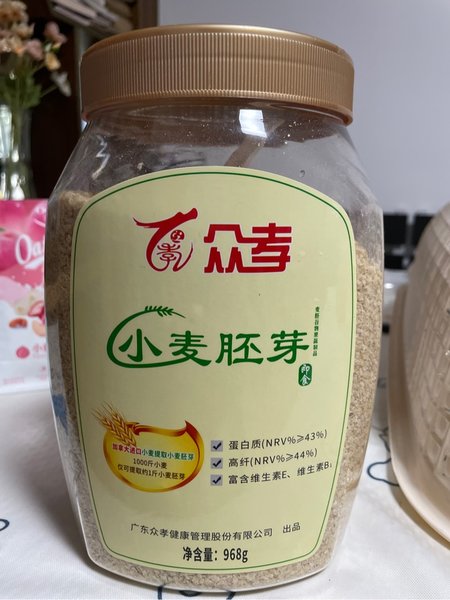 众孝
小麦胚芽
即食
加拿大进口小麦提取小麦胚芽
1000斤小麦
仅可提取约1斤小麦胚芽
蛋白质(NRV%≥43%)
高纤(NRV%≥44%)
富含维生素E、维生素B₁
广东众孝健康管理股份有限公司 出品
净含量：968g